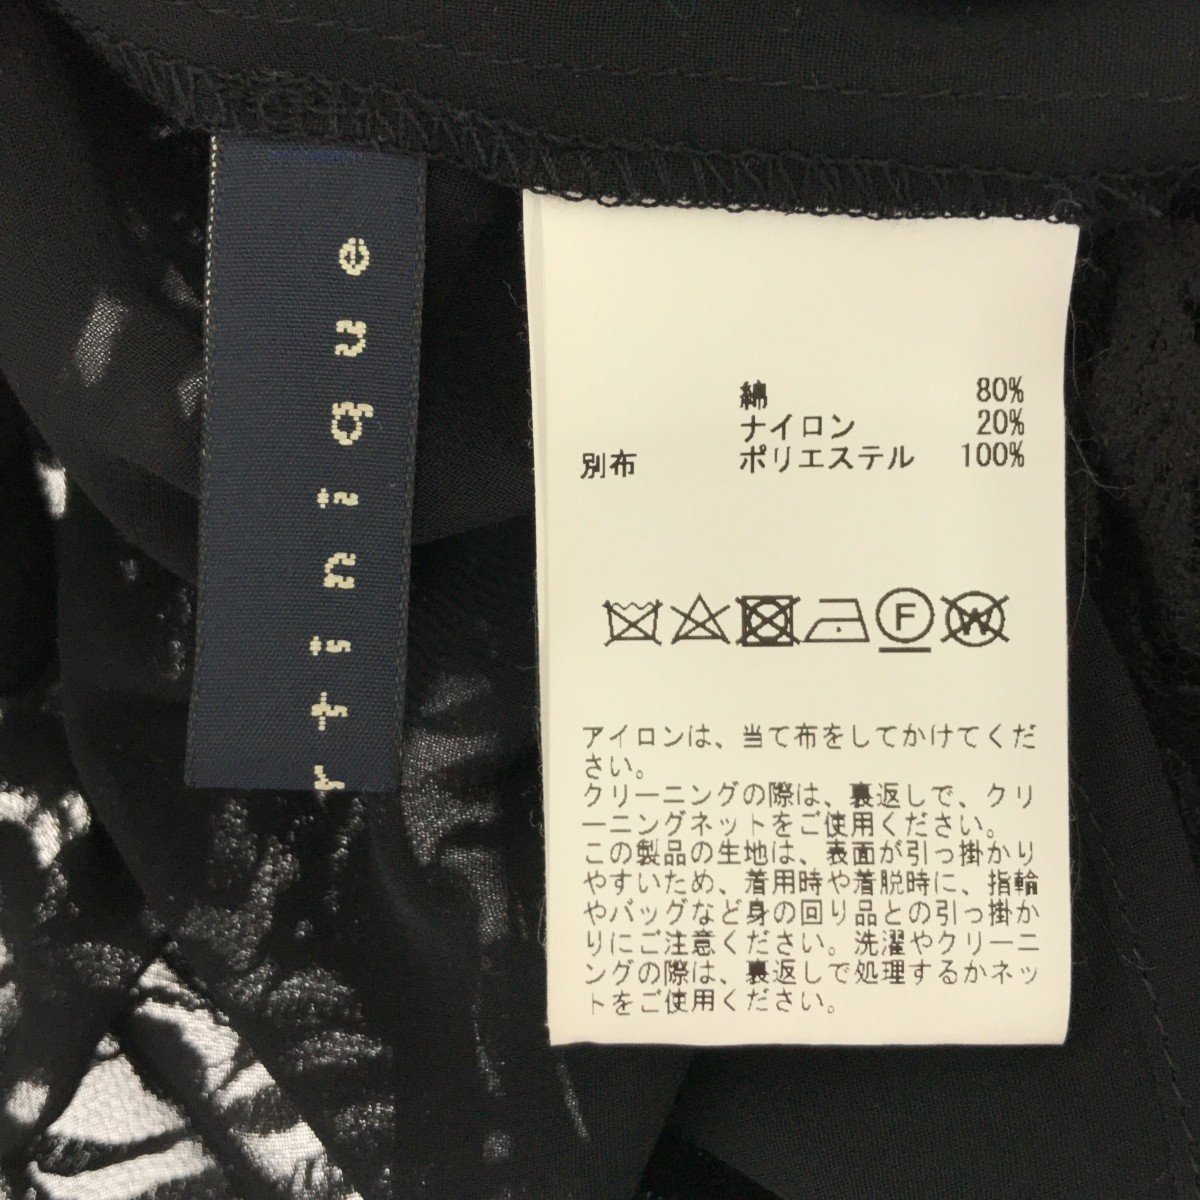 enbinity
綿 80%
ナイロン 20%
別布 ポリエステル 100%
F
W
アイロンは、当て布をしてかけてくだ
さい。
クリーニングの際は、裏返しで、クリ
ーニングネットをご使用ください。
この製品の生地は、表面が引っ掛かり
やすいため、着用時や着脱時に、指輪
やバッグなど身の回り品との引っ掛か
りにご注意ください。洗濯やクリーニ
ングの際は、裏返しで処理するかネッ
トをご使用ください。